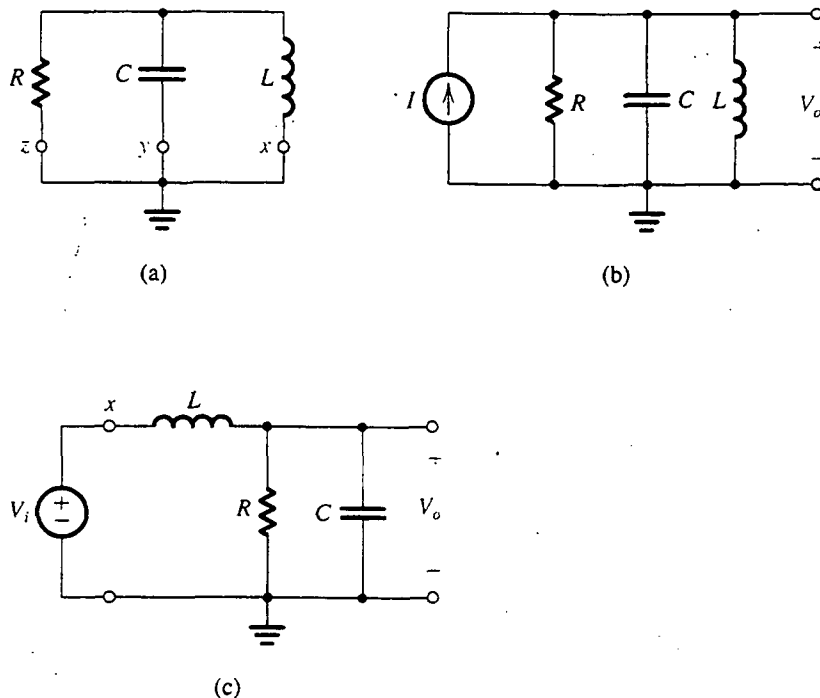 R C L
z y x
(a)
I R C L V_o
+
−
(b)
x L
V_i + − R C V_o
−
(c)